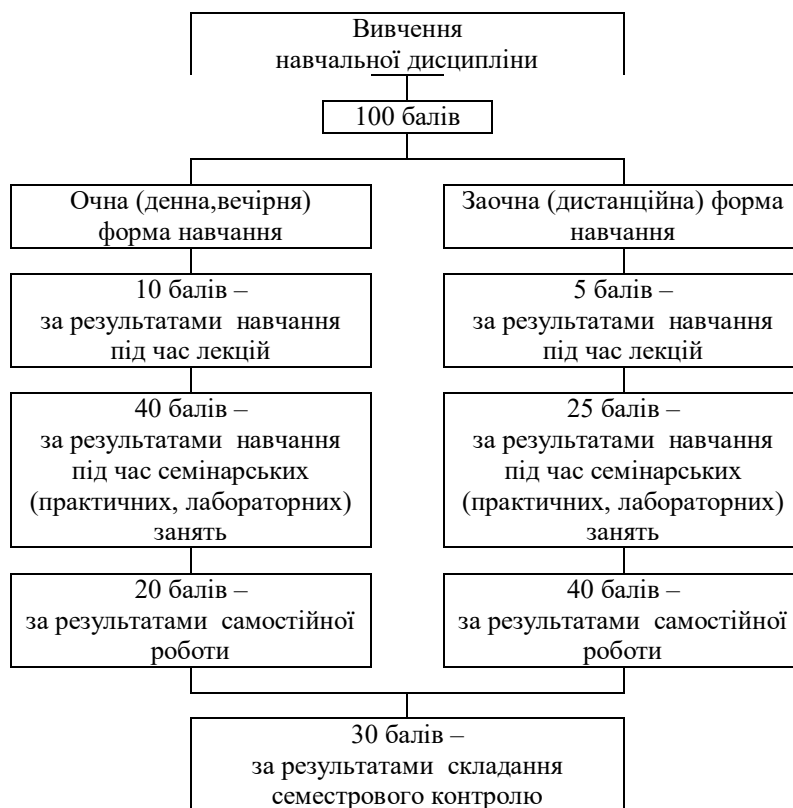 Вивчення
навчальної дисципліни
100 балів
Очна (денна,вечірня)
форма навчання
Заочна (дистанційна) форма
навчання
10 балів –
за результатами навчання
під час лекцій
5 балів –
за результатами навчання
під час лекцій
40 балів –
за результатами навчання
під час семінарських
(практичних, лабораторних)
занять
25 балів –
за результатами навчання
під час семінарських
(практичних, лабораторних)
занять
20 балів –
за результатами самостійної
роботи
40 балів –
за результатами самостійної
роботи
30 балів –
за результатами складання
семестрового контролю